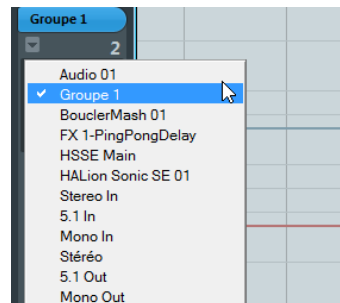 Groupe 1
2
Audio 01
Groupe 1
BouclerMash 01
FX 1-PingPongDelay
HSSE Main
HALion Sonic SE 01
Stereo In
5.1 In
Mono In
Stéréo
5.1 Out
Mono Out